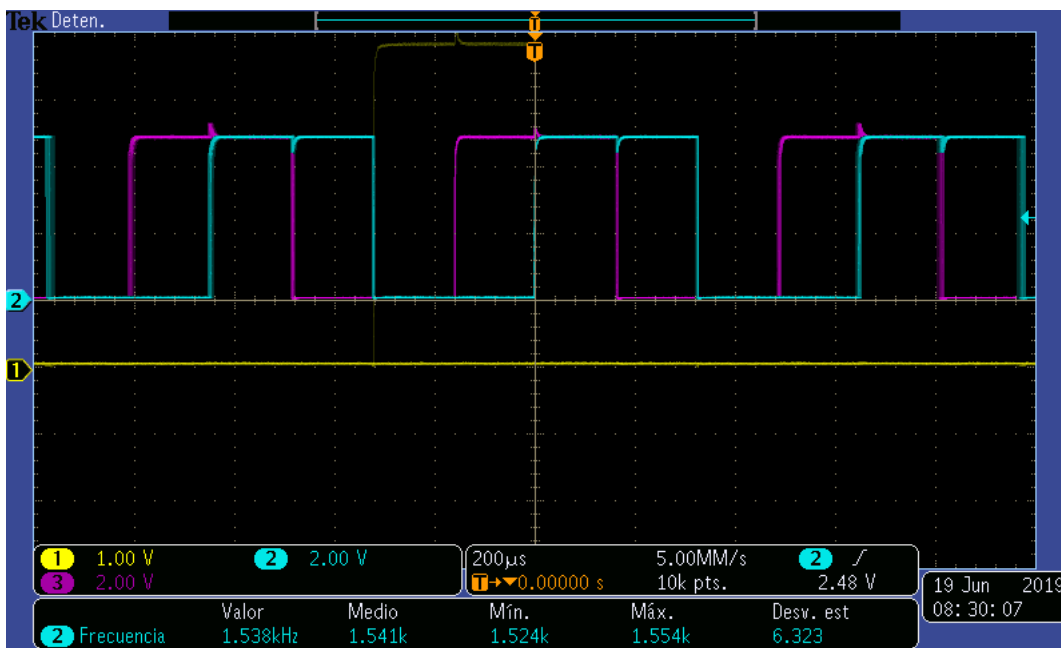 Tek Deten.
T
T
2
1
1 1.00 V 2 2.00 V
3 2.00 V
200µs 5.00MM/s 2 /
T→▼0.00000 s 10k pts. 2.48 V
19 Jun 2019
08:30:07
Valor Medio Mín. Máx. Desv. est
2 Frecuencia 1.538kHz 1.541k 1.524k 1.554k 6.323